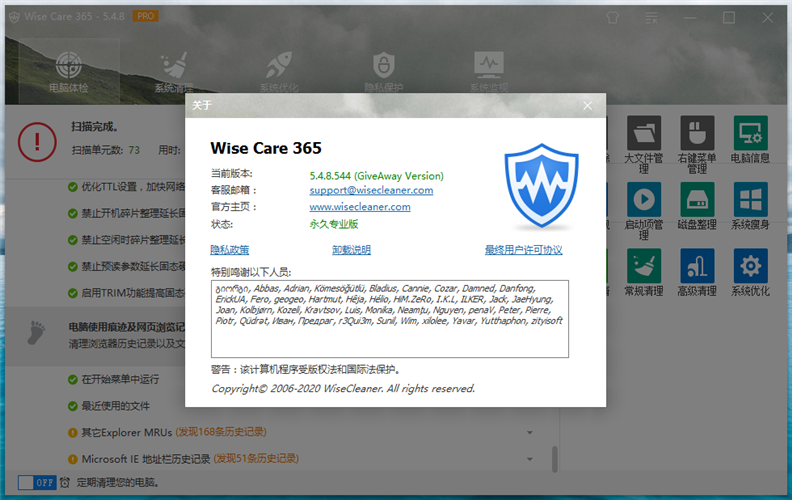 Wise Care 365 - 5.4.8 PRO
电脑体检
系统清理
系统优化
隐私保护
系统监视
扫描完成。
扫描单元数: 73 用时:
优化TTL设置，加快网络
禁止开机碎片整理延长固
禁止空闲时碎片整理延长
禁止预读参数延长固态硬
启用TRIM功能提高固态
电脑使用痕迹及网页浏览记
清理浏览器历史记录以及文
在开始菜单中运行
最近使用的文件
其它Explorer MRUs (发现168条历史记录)
Microsoft IE 地址栏历史记录 (发现51条历史记录)
OFF 定期清理您的电脑。
关于
Wise Care 365
当前版本: 5.4.8.544 (GiveAway Version)
客服邮箱： support@wisecleaner.com
官方主页： www.wisecleaner.com
状态: 永久专业版
隐私政策 卸载说明 最终用户许可协议
特别鸣谢以下人员:
Abbas, Adrian, Kömesöğütlü, Bladius, Cannie, Cozar, Damned, Danfong,
ErickUA, Fero, geogeo, Hartmut, Héja, Hélio, HiM.ZeRo, I.K.L, ILKER, Jack, JaeHyung,
Joan, Kolbjørn, Kozeli, Kravtsov, Luis, Monika, Neamțu, Nguyen, penaV, Peter, Pierre,
Piotr, Qüdrət, Иван, Предраг, r3Qui3m, Sunil, Wim, xilolee, Yavar, Yutthaphon, zityisoft
警告：该计算机程序受版权法和国际法保护。
Copyright© 2006-2020 WiseCleaner. All rights reserved.
大文件管理
右键菜单管理
电脑信息
启动项管理
磁盘整理
系统瘦身
常规清理
高级清理
系统优化